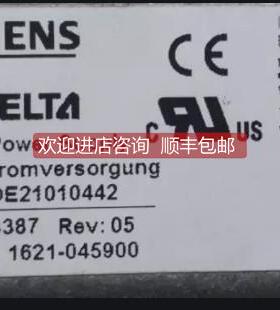 ENS
CE
ELTA
Powe
c
US
欢迎进店咨询 顺丰包邮
romversorgung
DE21010442
387 Rev: 05
1621-045900